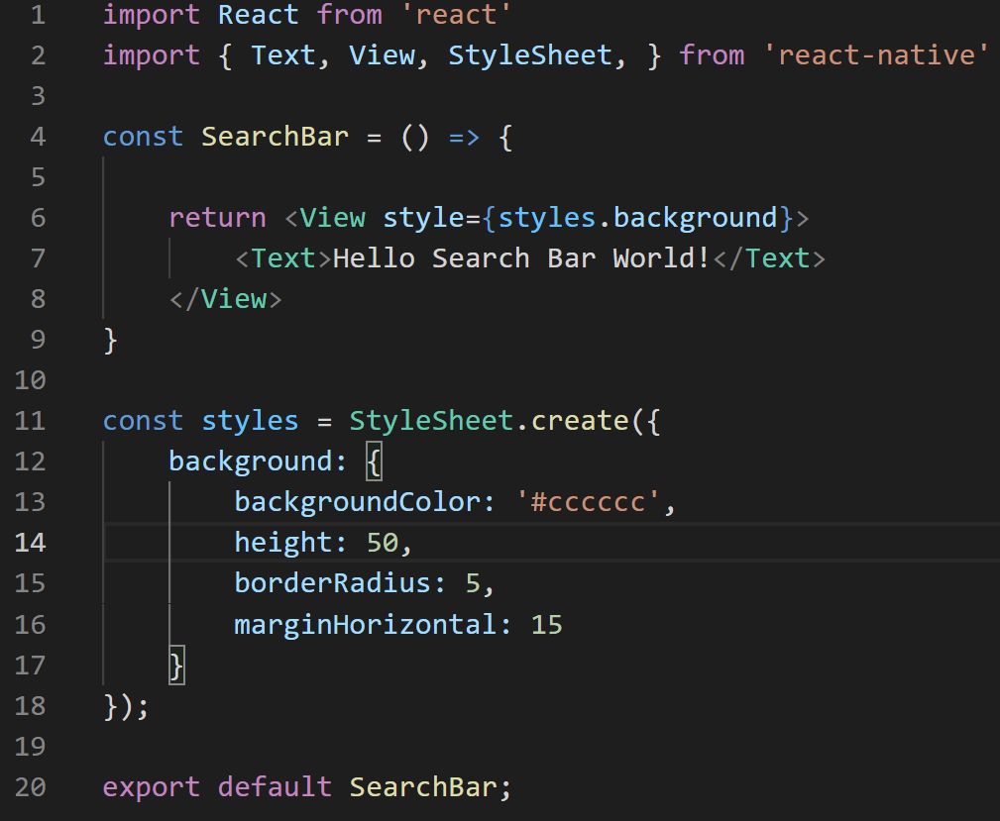 1 import React from 'react'
2 import { Text, View, StyleSheet, } from 'react-native'
3
4 const SearchBar = () => {
5
6     return <View style={styles.background}>
7         <Text>Hello Search Bar World!</Text>
8     </View>
9 }
10
11 const styles = StyleSheet.create({
12     background: {
13         backgroundColor: '#cccccc',
14         height: 50,
15         borderRadius: 5,
16         marginHorizontal: 15
17     }
18 });
19
20 export default SearchBar;